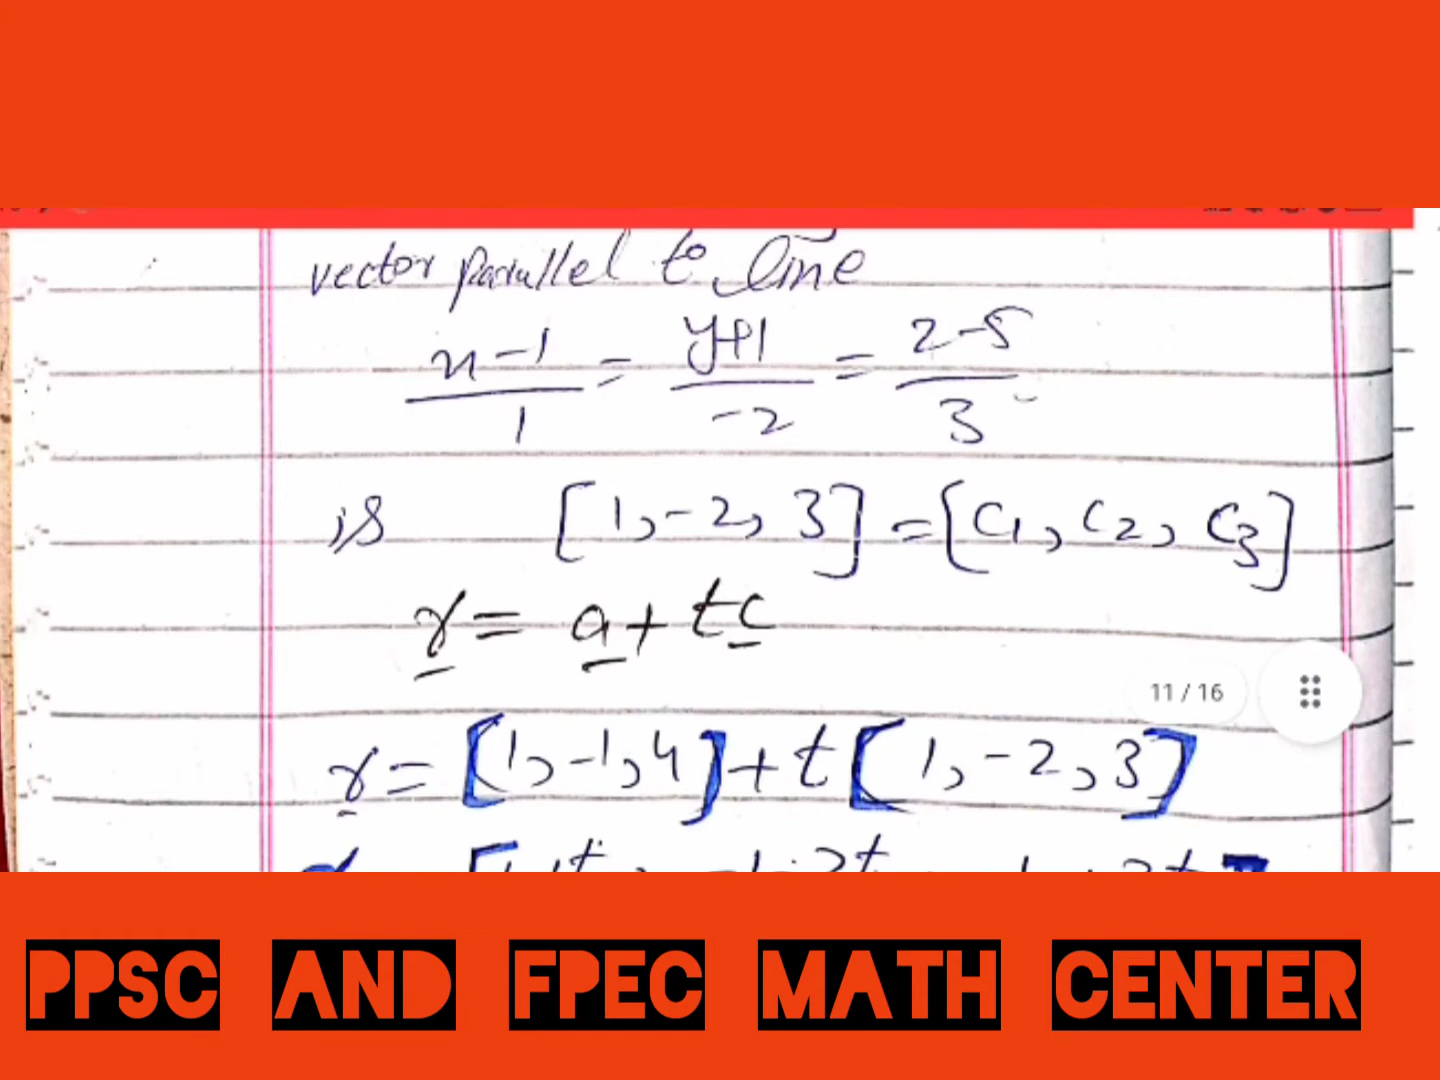 vector parallel to line
x-1/1 = y+1/-2 = z-5/3
is [1, -2, 3] = [c1, c2, c3]
r = a + tc
11 / 16
r = [1, -1, 4] + t[1, -2, 3]
PPSC AND FPEC MATH CENTER